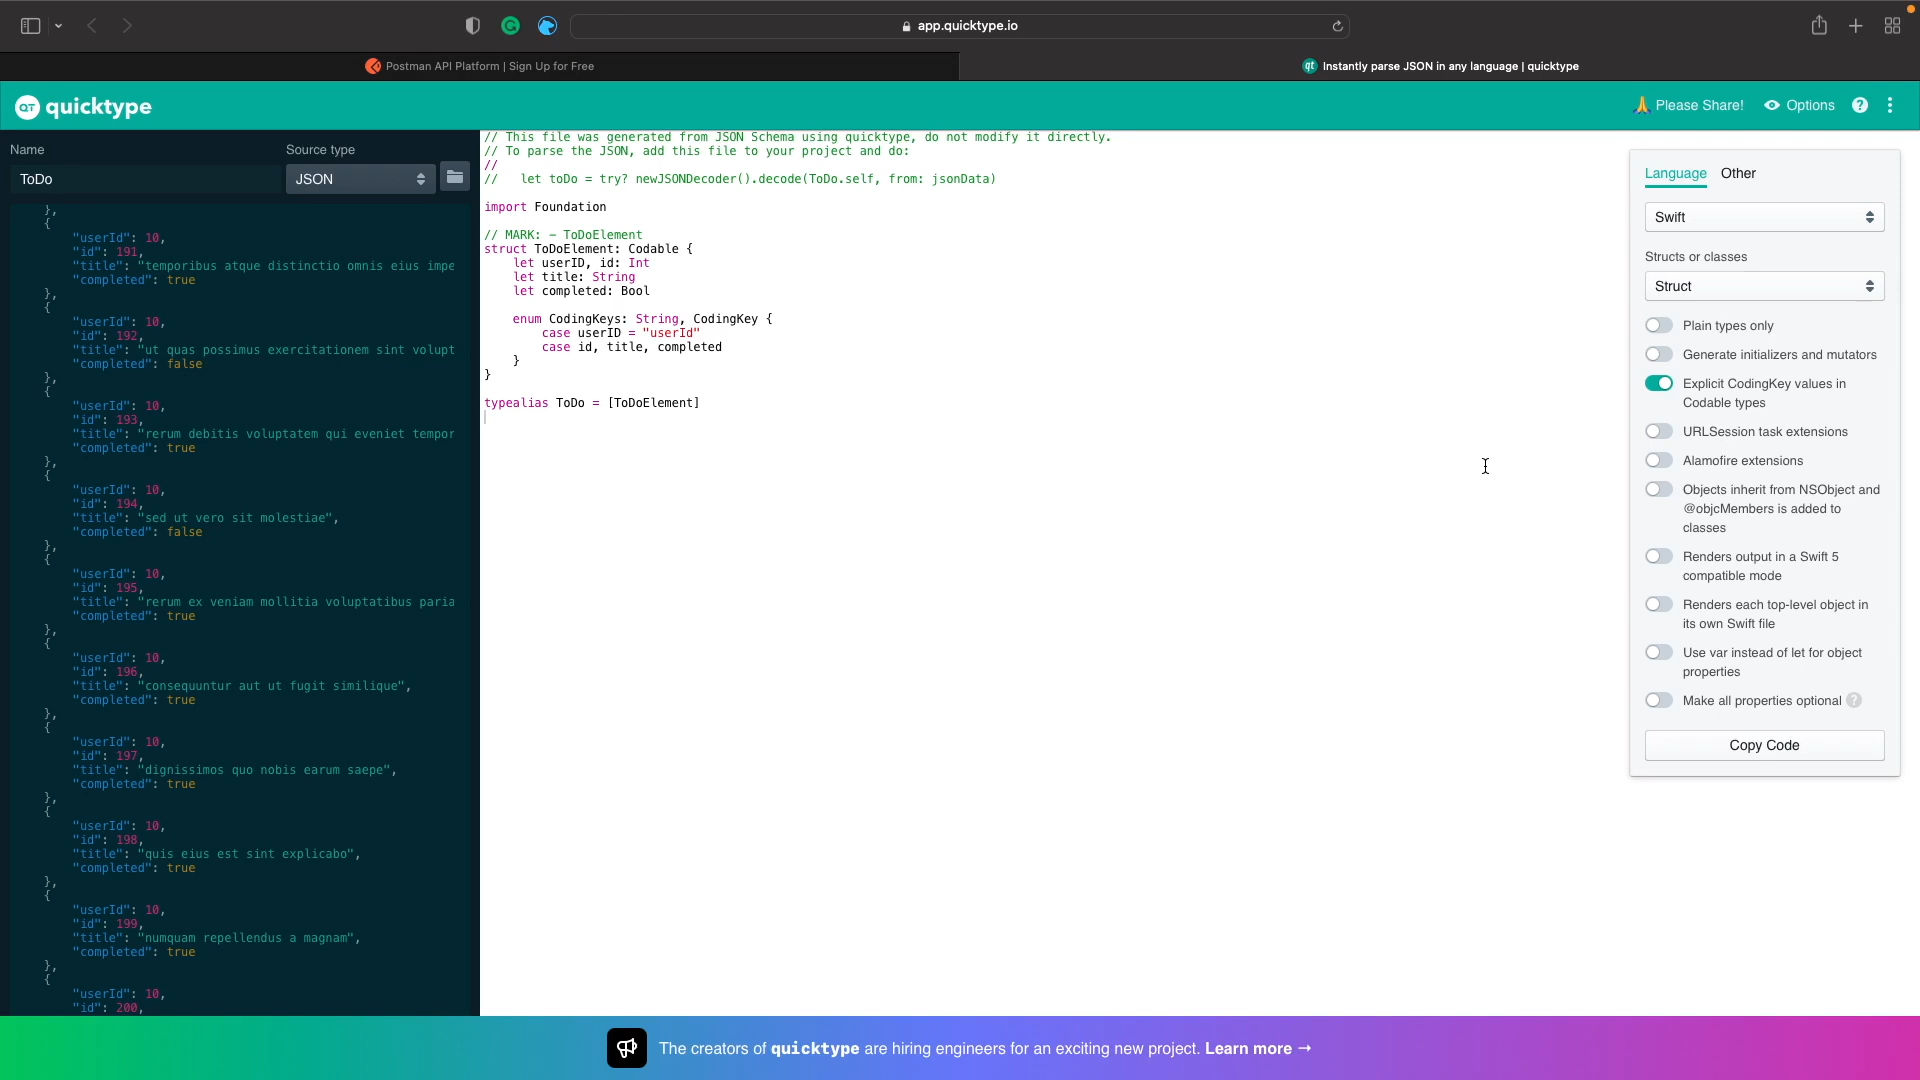 app.quicktype.io
Postman API Platform | Sign Up for Free
qt Instantly parse JSON in any language | quicktype
QT quicktype
🙏 Please Share!
Options
?
Name
Source type
ToDo
JSON
},
{
"userId": 10,
"id": 191,
"title": "temporibus atque distinctio omnis eius impe
"completed": true
},
{
"userId": 10,
"id": 192,
"title": "ut quas possimus exercitationem sint volupt
"completed": false
},
{
"userId": 10,
"id": 193,
"title": "rerum debitis voluptatem qui eveniet tempor
"completed": true
},
{
"userId": 10,
"id": 194,
"title": "sed ut vero sit molestiae",
"completed": false
},
{
"userId": 10,
"id": 195,
"title": "rerum ex veniam mollitia voluptatibus paria
"completed": true
},
{
"userId": 10,
"id": 196,
"title": "consequuntur aut ut fugit similique",
"completed": true
},
{
"userId": 10,
"id": 197,
"title": "dignissimos quo nobis earum saepe",
"completed": true
},
{
"userId": 10,
"id": 198,
"title": "quis eius est sint explicabo",
"completed": true
},
{
"userId": 10,
"id": 199,
"title": "numquam repellendus a magnam",
"completed": true
},
{
"userId": 10,
"id": 200,
// This file was generated from JSON Schema using quicktype, do not modify it directly.
// To parse the JSON, add this file to your project and do:
//
//   let toDo = try? newJSONDecoder().decode(ToDo.self, from: jsonData)
import Foundation
// MARK: - ToDoElement
struct ToDoElement: Codable {
let userID, id: Int
let title: String
let completed: Bool
enum CodingKeys: String, CodingKey {
case userID = "userId"
case id, title, completed
}
}
typealias ToDo = [ToDoElement]
Language
Other
Swift
Structs or classes
Struct
Plain types only
Generate initializers and mutators
Explicit CodingKey values in
Codable types
URLSession task extensions
Alamofire extensions
Objects inherit from NSObject and
@objcMembers is added to
classes
Renders output in a Swift 5
compatible mode
Renders each top-level object in
its own Swift file
Use var instead of let for object
properties
Make all properties optional ?
Copy Code
The creators of quicktype are hiring engineers for an exciting new project. Learn more →